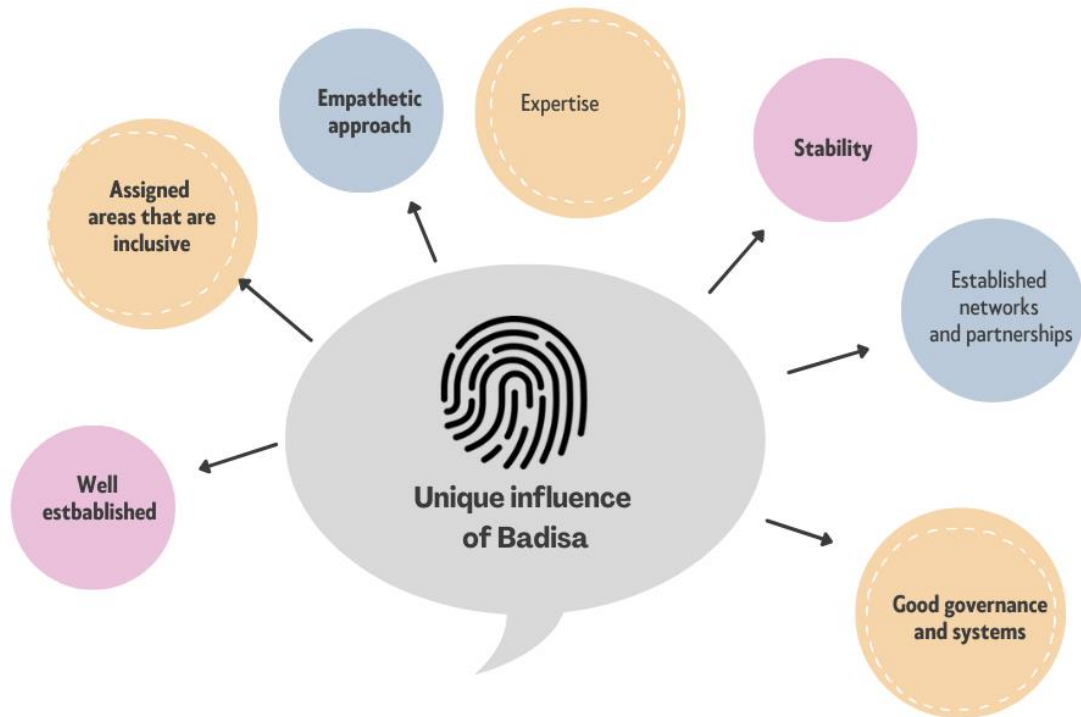 Empathetic
approach
Expertise
Stability
Assigned
areas that are
inclusive
Established
networks
and partnerships
Well
estbablished
Unique influence
of Badisa
Good governance
and systems